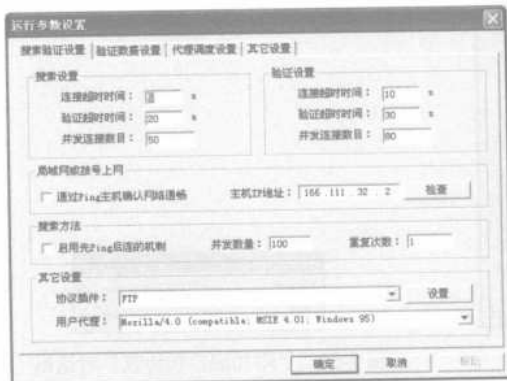 运行参数设置
搜索验证设置 验证数据设置 代理调度设置 其它设置
搜索设置
连接超时时间： s
验证超时时间： 20 s
并发连接数目： 50
验证设置
连接超时时间： 10 s
验证超时时间： 30 s
并发连接数目： 80
局域网或拨号上网
通过Ping主机确认网络通畅 主机IP地址： 166 .111 . 32 . 2 检查
搜索方法
启用先Ping后连的机制 并发数量： 100 重复次数： 1
其它设置
协议插件： FTP 设置
用户代理： Mozilla/4.0 (compatible; MSIE 4.01; Windows 95)
确定 取消 帮助